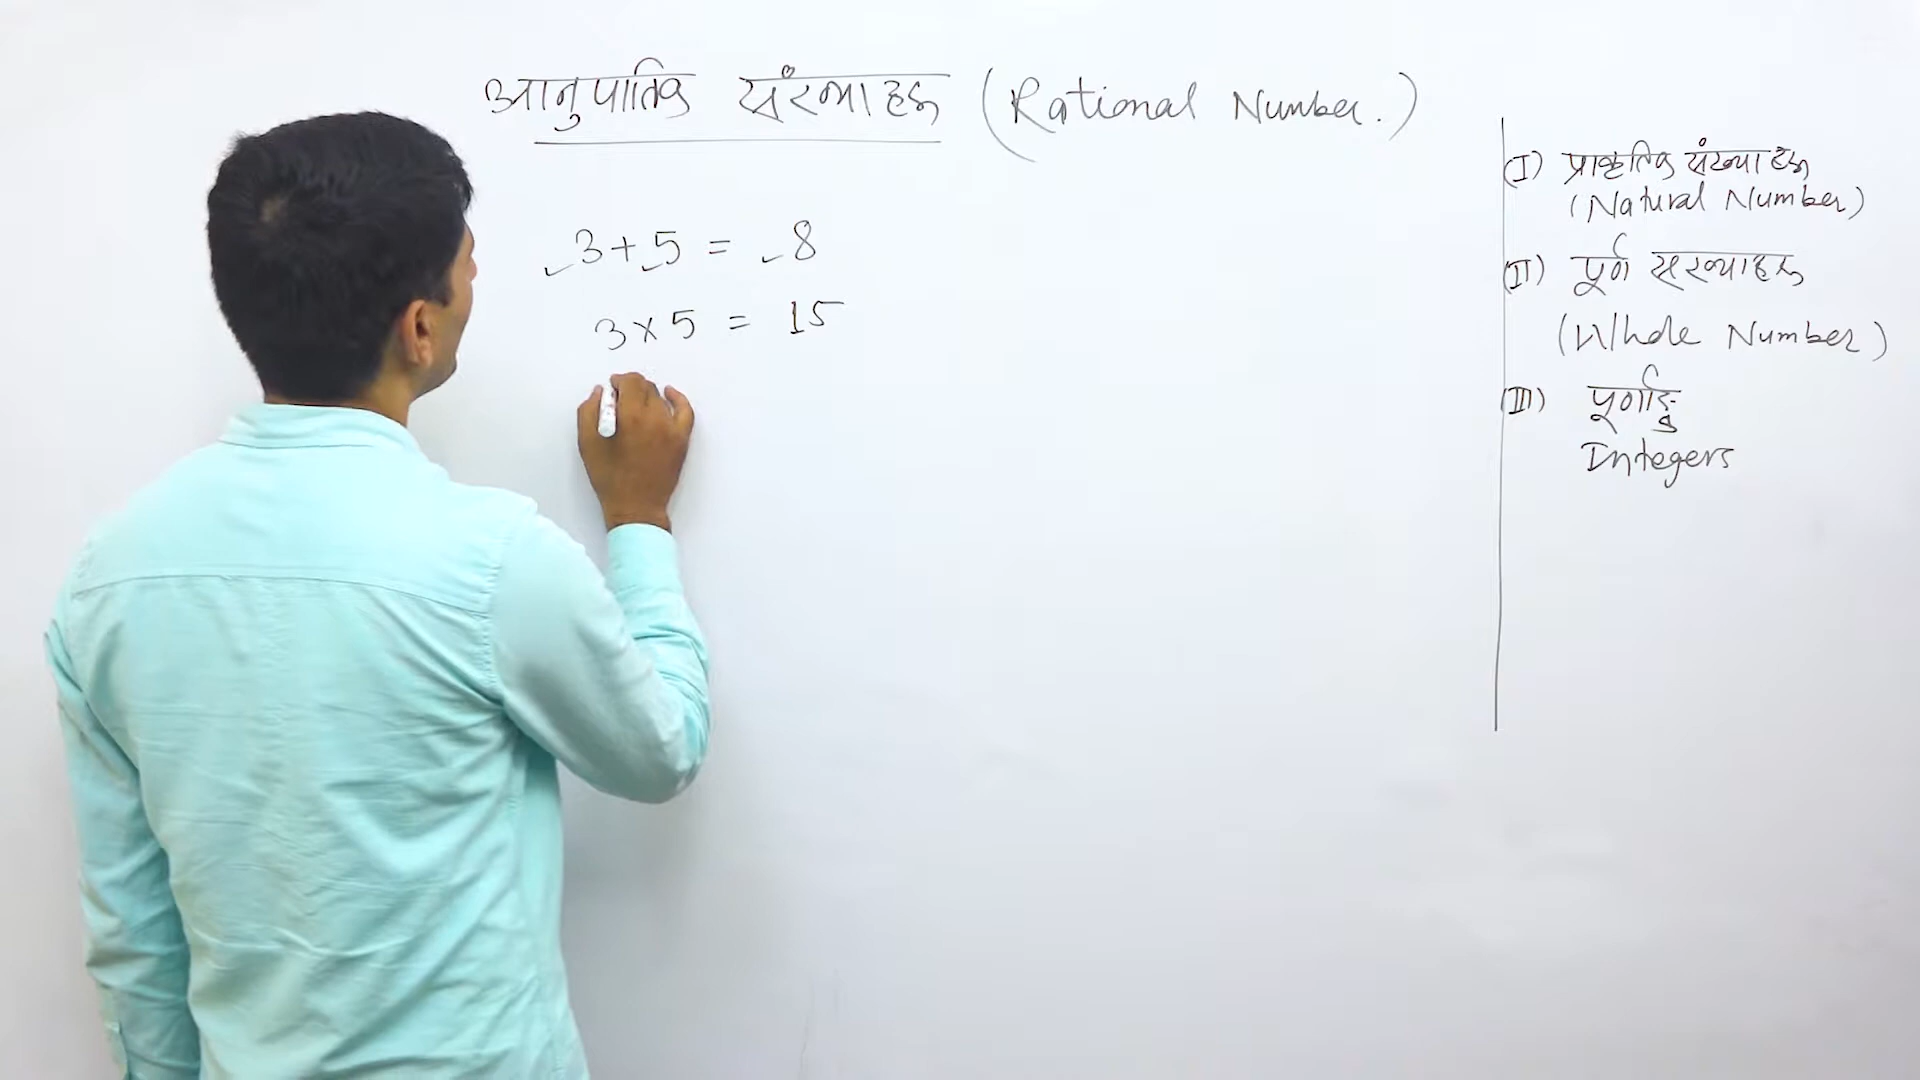 आनुपातिक संख्याहरू (Rational Number.)
3 + 5 = 8
3 x 5 = 15
(I) प्राकृतिक संख्याहरू
(Natural Number)
(II) पूर्ण संख्याहरू
(Whole Number)
(III) पूर्णाङ्क
Integers